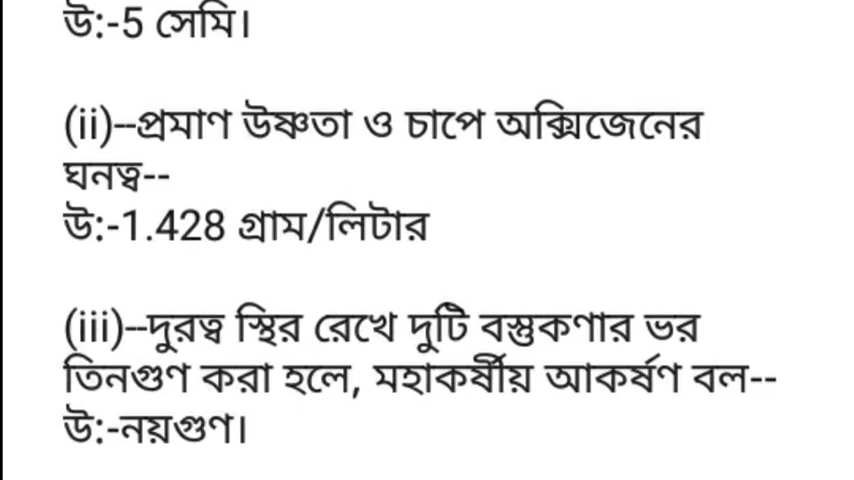 উ:-5 সেমি।
(ii)--প্রমাণ উষ্ণতা ও চাপে অক্সিজেনের
ঘনত্ব--
উ:-1.428 গ্রাম/লিটার
(iii)--দুরত্ব স্থির রেখে দুটি বস্তুকণার ভর
তিনগুণ করা হলে, মহাকর্ষীয় আকর্ষণ বল--
উ:-নয়গুণ।